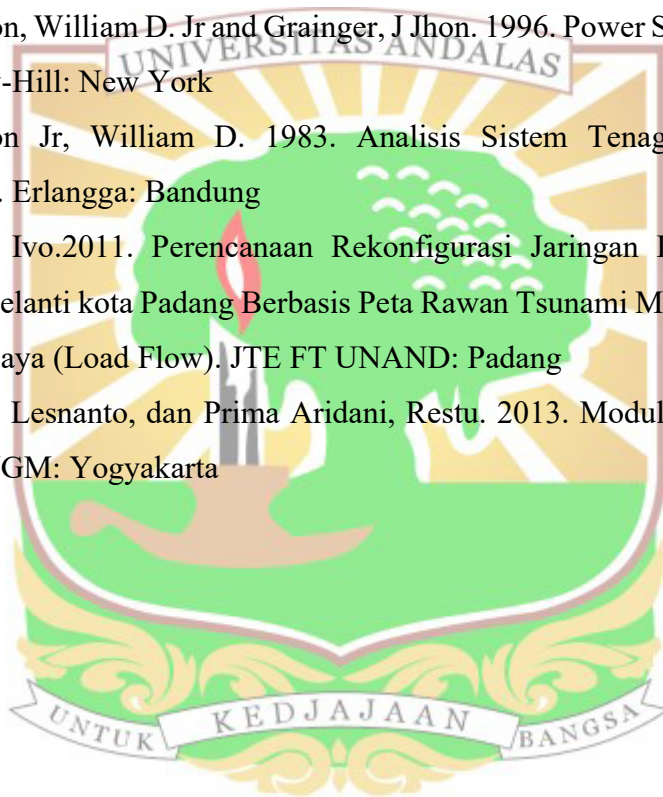 on, William D. Jr and Grainger, J Jhon. 1996. Power S
UNIVERSITAS ANDALAS
-Hill: New York
on Jr, William D. 1983. Analisis Sistem Tenag
. Erlangga: Bandung
Ivo.2011. Perencanaan Rekonfigurasi Jaringan
elanti kota Padang Berbasis Peta Rawan Tsunami M
aya (Load Flow). JTE FT UNAND: Padang
Lesnanto, dan Prima Aridani, Restu. 2013. Modul
GM: Yogyakarta
UNTUK KEDJAJAAN BANGSA